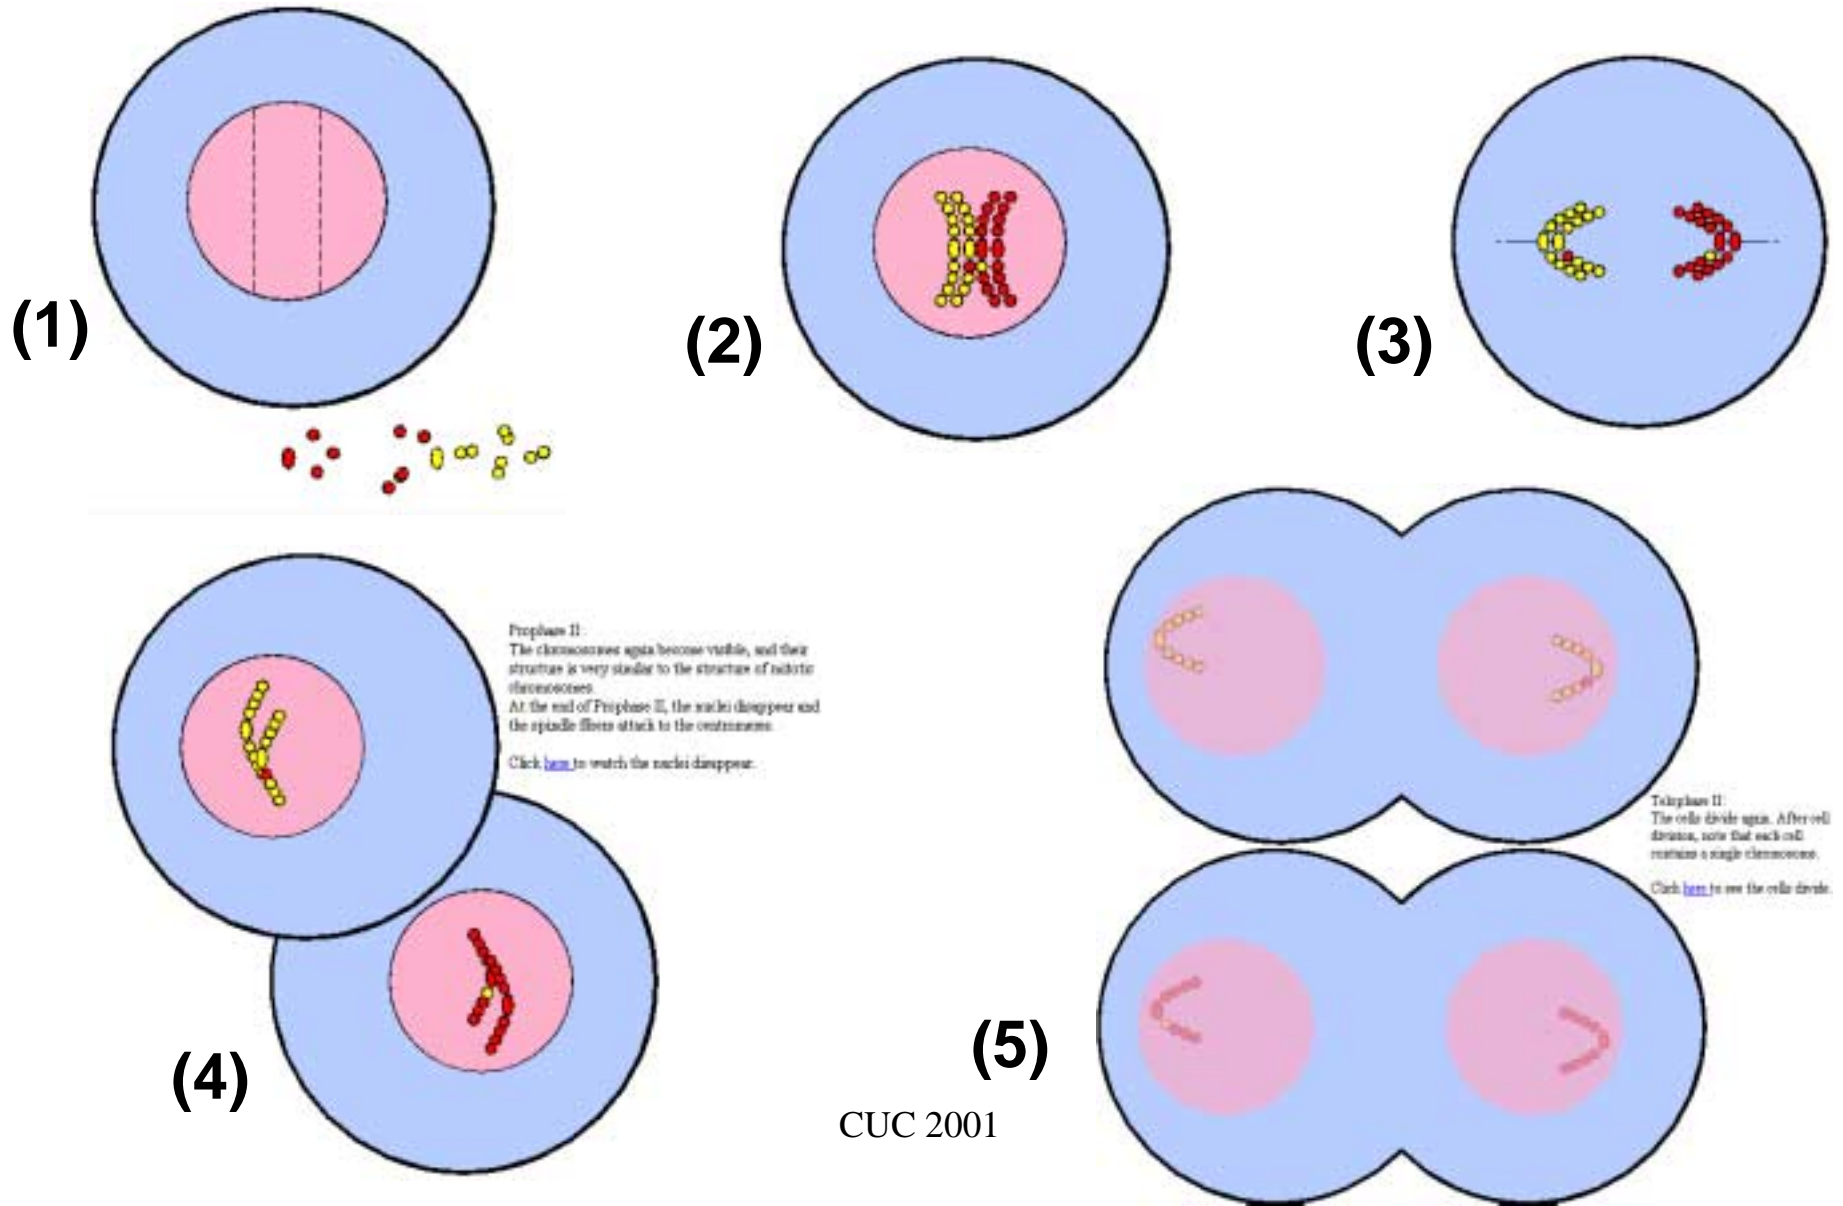 (1)
(2)
(3)
Prophase II:
The chromosomes again become visible, and their
structure is very similar to the structure of mitotic
chromosomes.
At the end of Prophase II, the nuclei disappear and
the spindle fibers attach to the centromeres.
Click here to watch the nuclei disappear.
(4)
Telophase II:
The cells divide again. After cell
division, note that each cell
contains a single chromosome.
Click here to see the cells divide.
(5)
CUC 2001